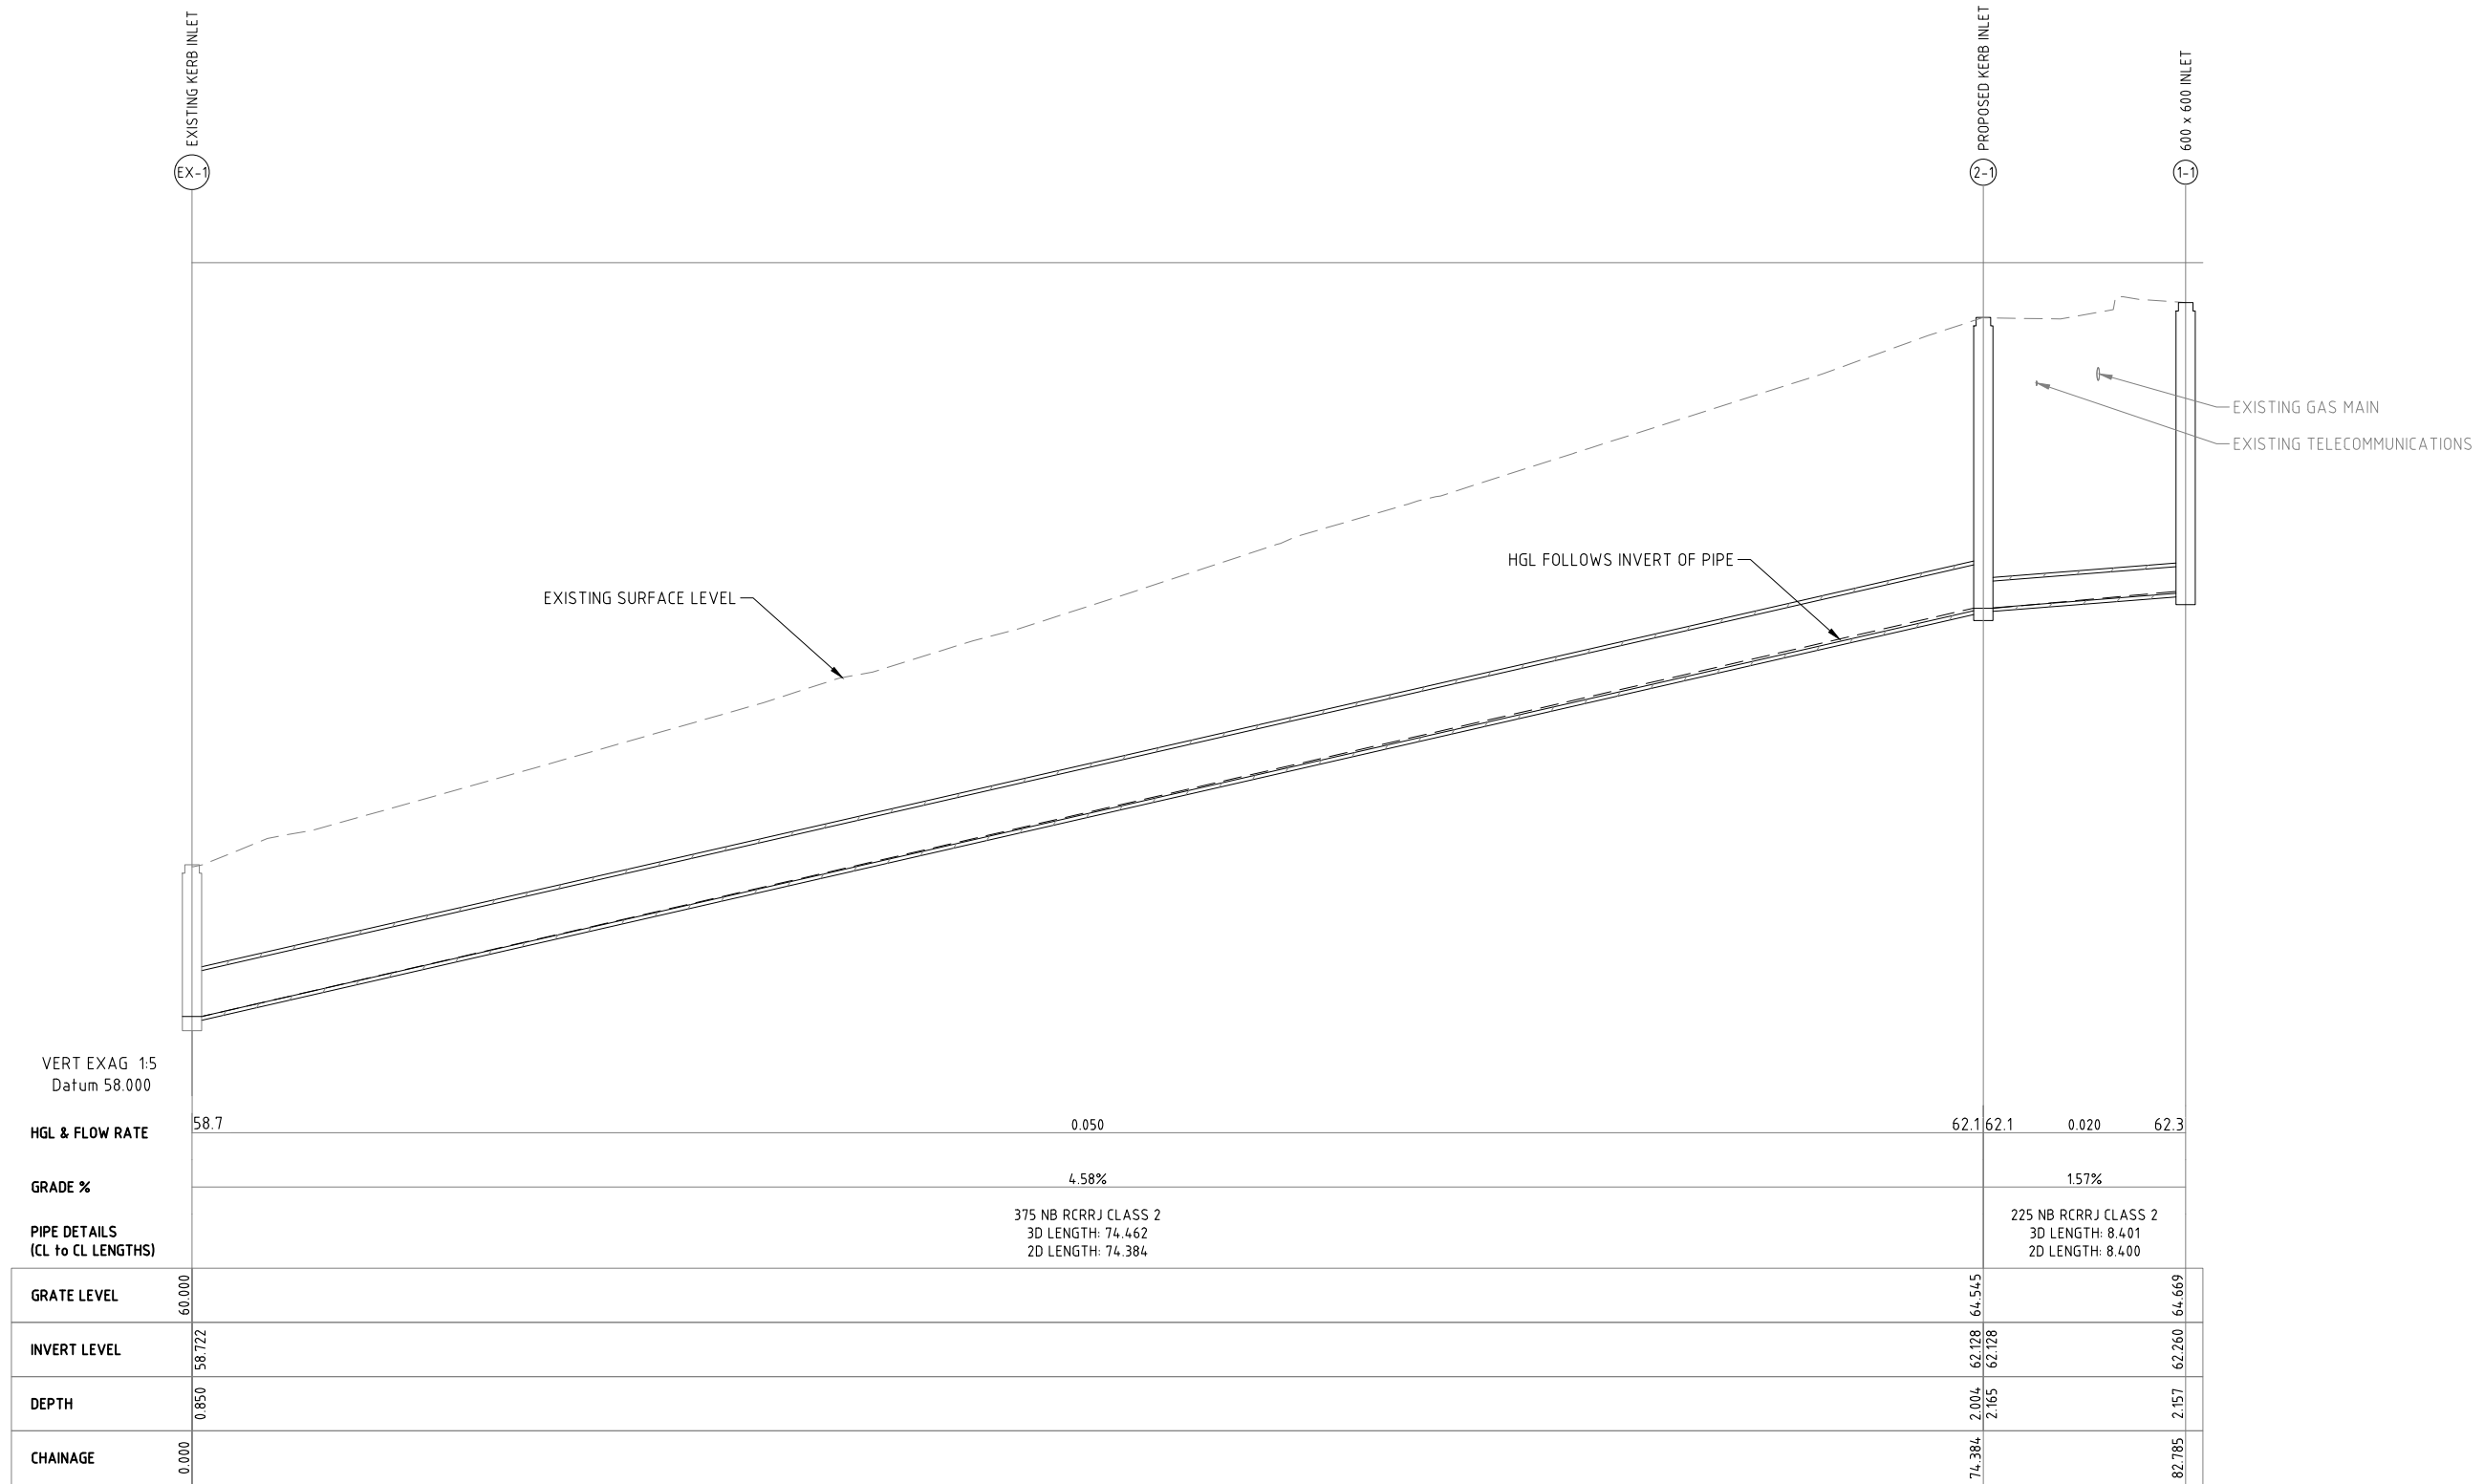 EXISTING KERB INLET
PROPOSED KERB INLET
600 x 600 INLET
EX-1
2-1
1-1
EXISTING GAS MAIN
EXISTING TELECOMMUNICATIONS
HGL FOLLOWS INVERT OF PIPE
EXISTING SURFACE LEVEL
VERT EXAG 1:5
Datum 58.000
HGL & FLOW RATE 58.7 0.050 62.1 62.1 0.020 62.3
GRADE % 4.58% 1.57%
PIPE DETAILS
(CL to CL LENGTHS)
375 NB RCRRJ CLASS 2
3D LENGTH: 74.462
2D LENGTH: 74.384
225 NB RCRRJ CLASS 2
3D LENGTH: 8.401
2D LENGTH: 8.400
GRATE LEVEL 60.000 64.545 64.669
INVERT LEVEL 58.722 62.128 62.128 62.260
DEPTH 0.850 2.004 2.165 2.157
CHAINAGE 0.000 74.384 82.785